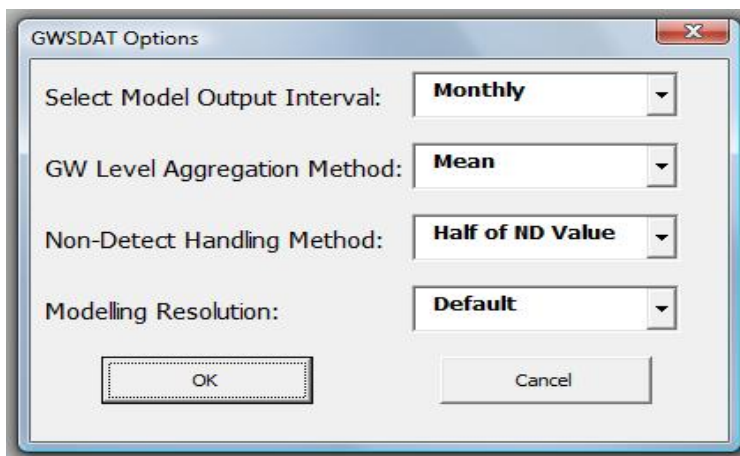 GWSDAT Options
Select Model Output Interval: Monthly
GW Level Aggregation Method: Mean
Non-Detect Handling Method: Half of ND Value
Modelling Resolution: Default
OK Cancel